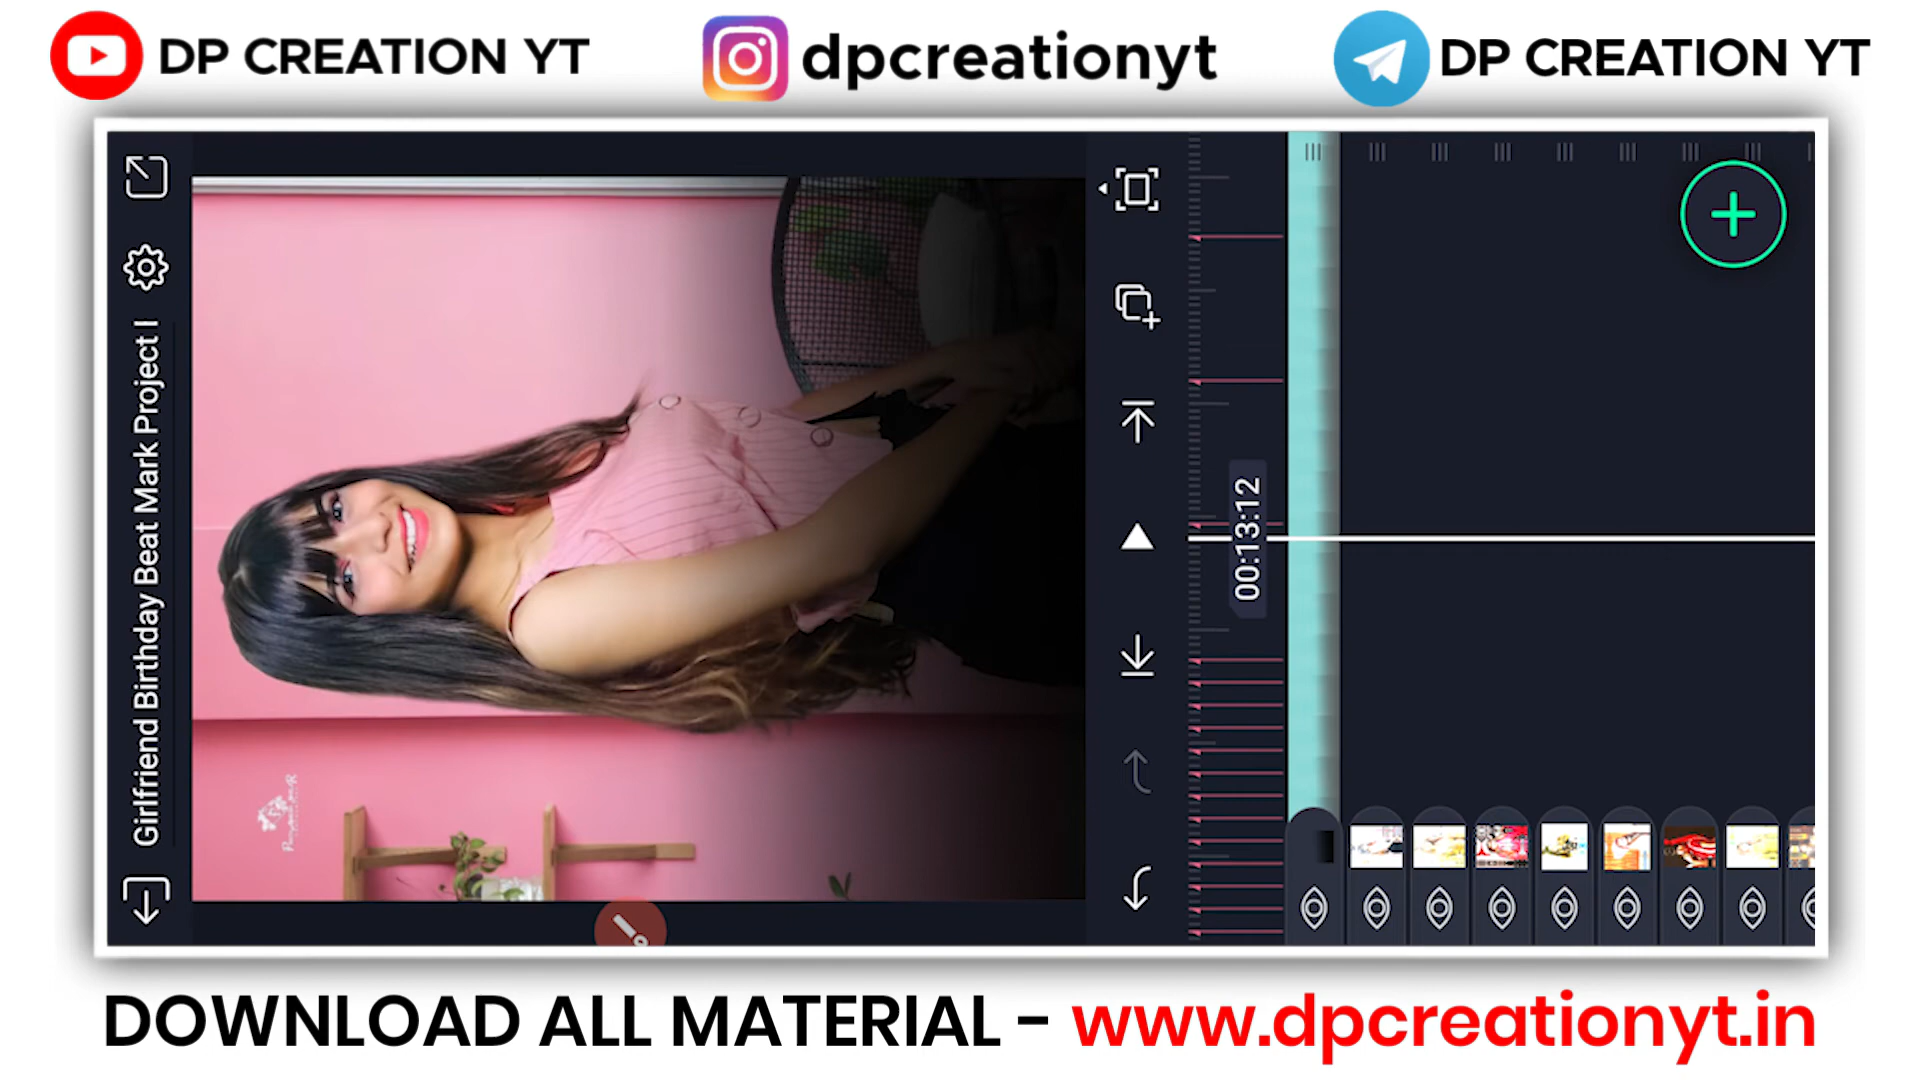 DP CREATION YT
dpcreationyt
DP CREATION YT
Girlfriend Birthday Beat Mark Project
00:13:12
DOWNLOAD ALL MATERIAL - www.dpcreationyt.in